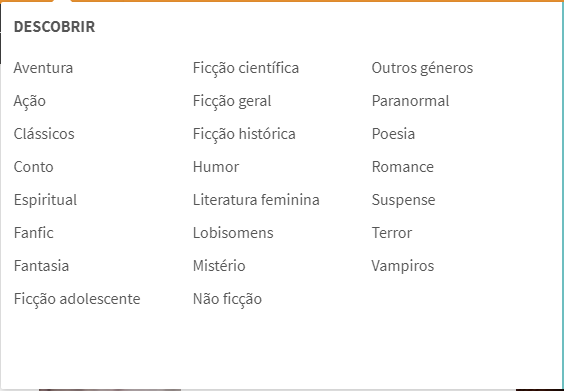 DESCOBRIR
Aventura
Ação
Clássicos
Conto
Espiritual
Fanfic
Fantasia
Ficção adolescente
Ficção científica
Ficção geral
Ficção histórica
Humor
Literatura feminina
Lobisomens
Mistério
Não ficção
Outros géneros
Paranormal
Poesia
Romance
Suspense
Terror
Vampiros